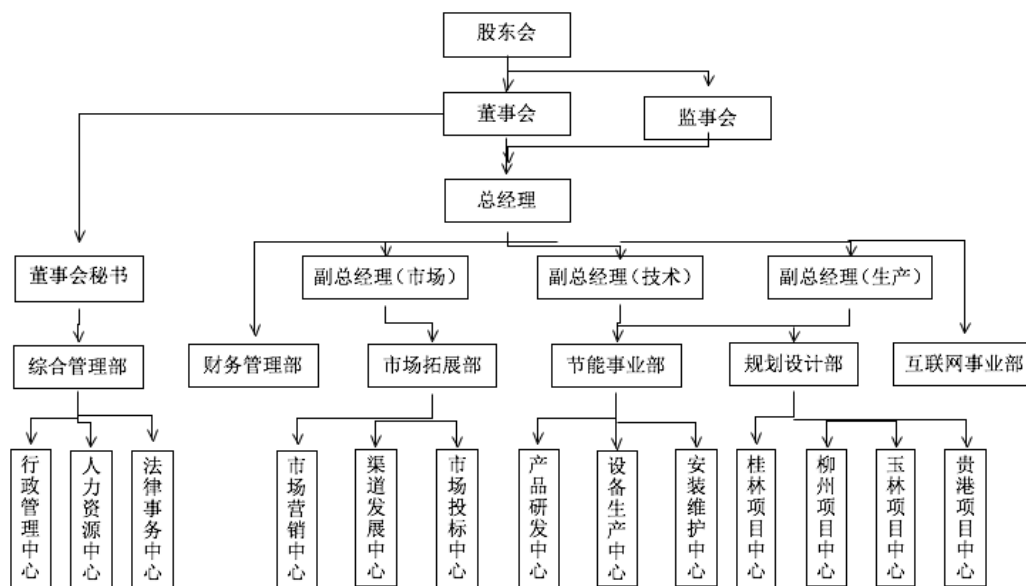 股东会
董事会
监事会
总经理
董事会秘书
副总经理(市场)
副总经理(技术)
副总经理(生产)
综合管理部
财务管理部
市场拓展部
节能事业部
规划设计部
互联网事业部
行政管理中心
人力资源中心
法律事务中心
市场营销中心
渠道发展中心
市场投标中心
产品研发中心
设备生产中心
安装维护中心
桂林项目中心
柳州项目中心
玉林项目中心
贵港项目中心